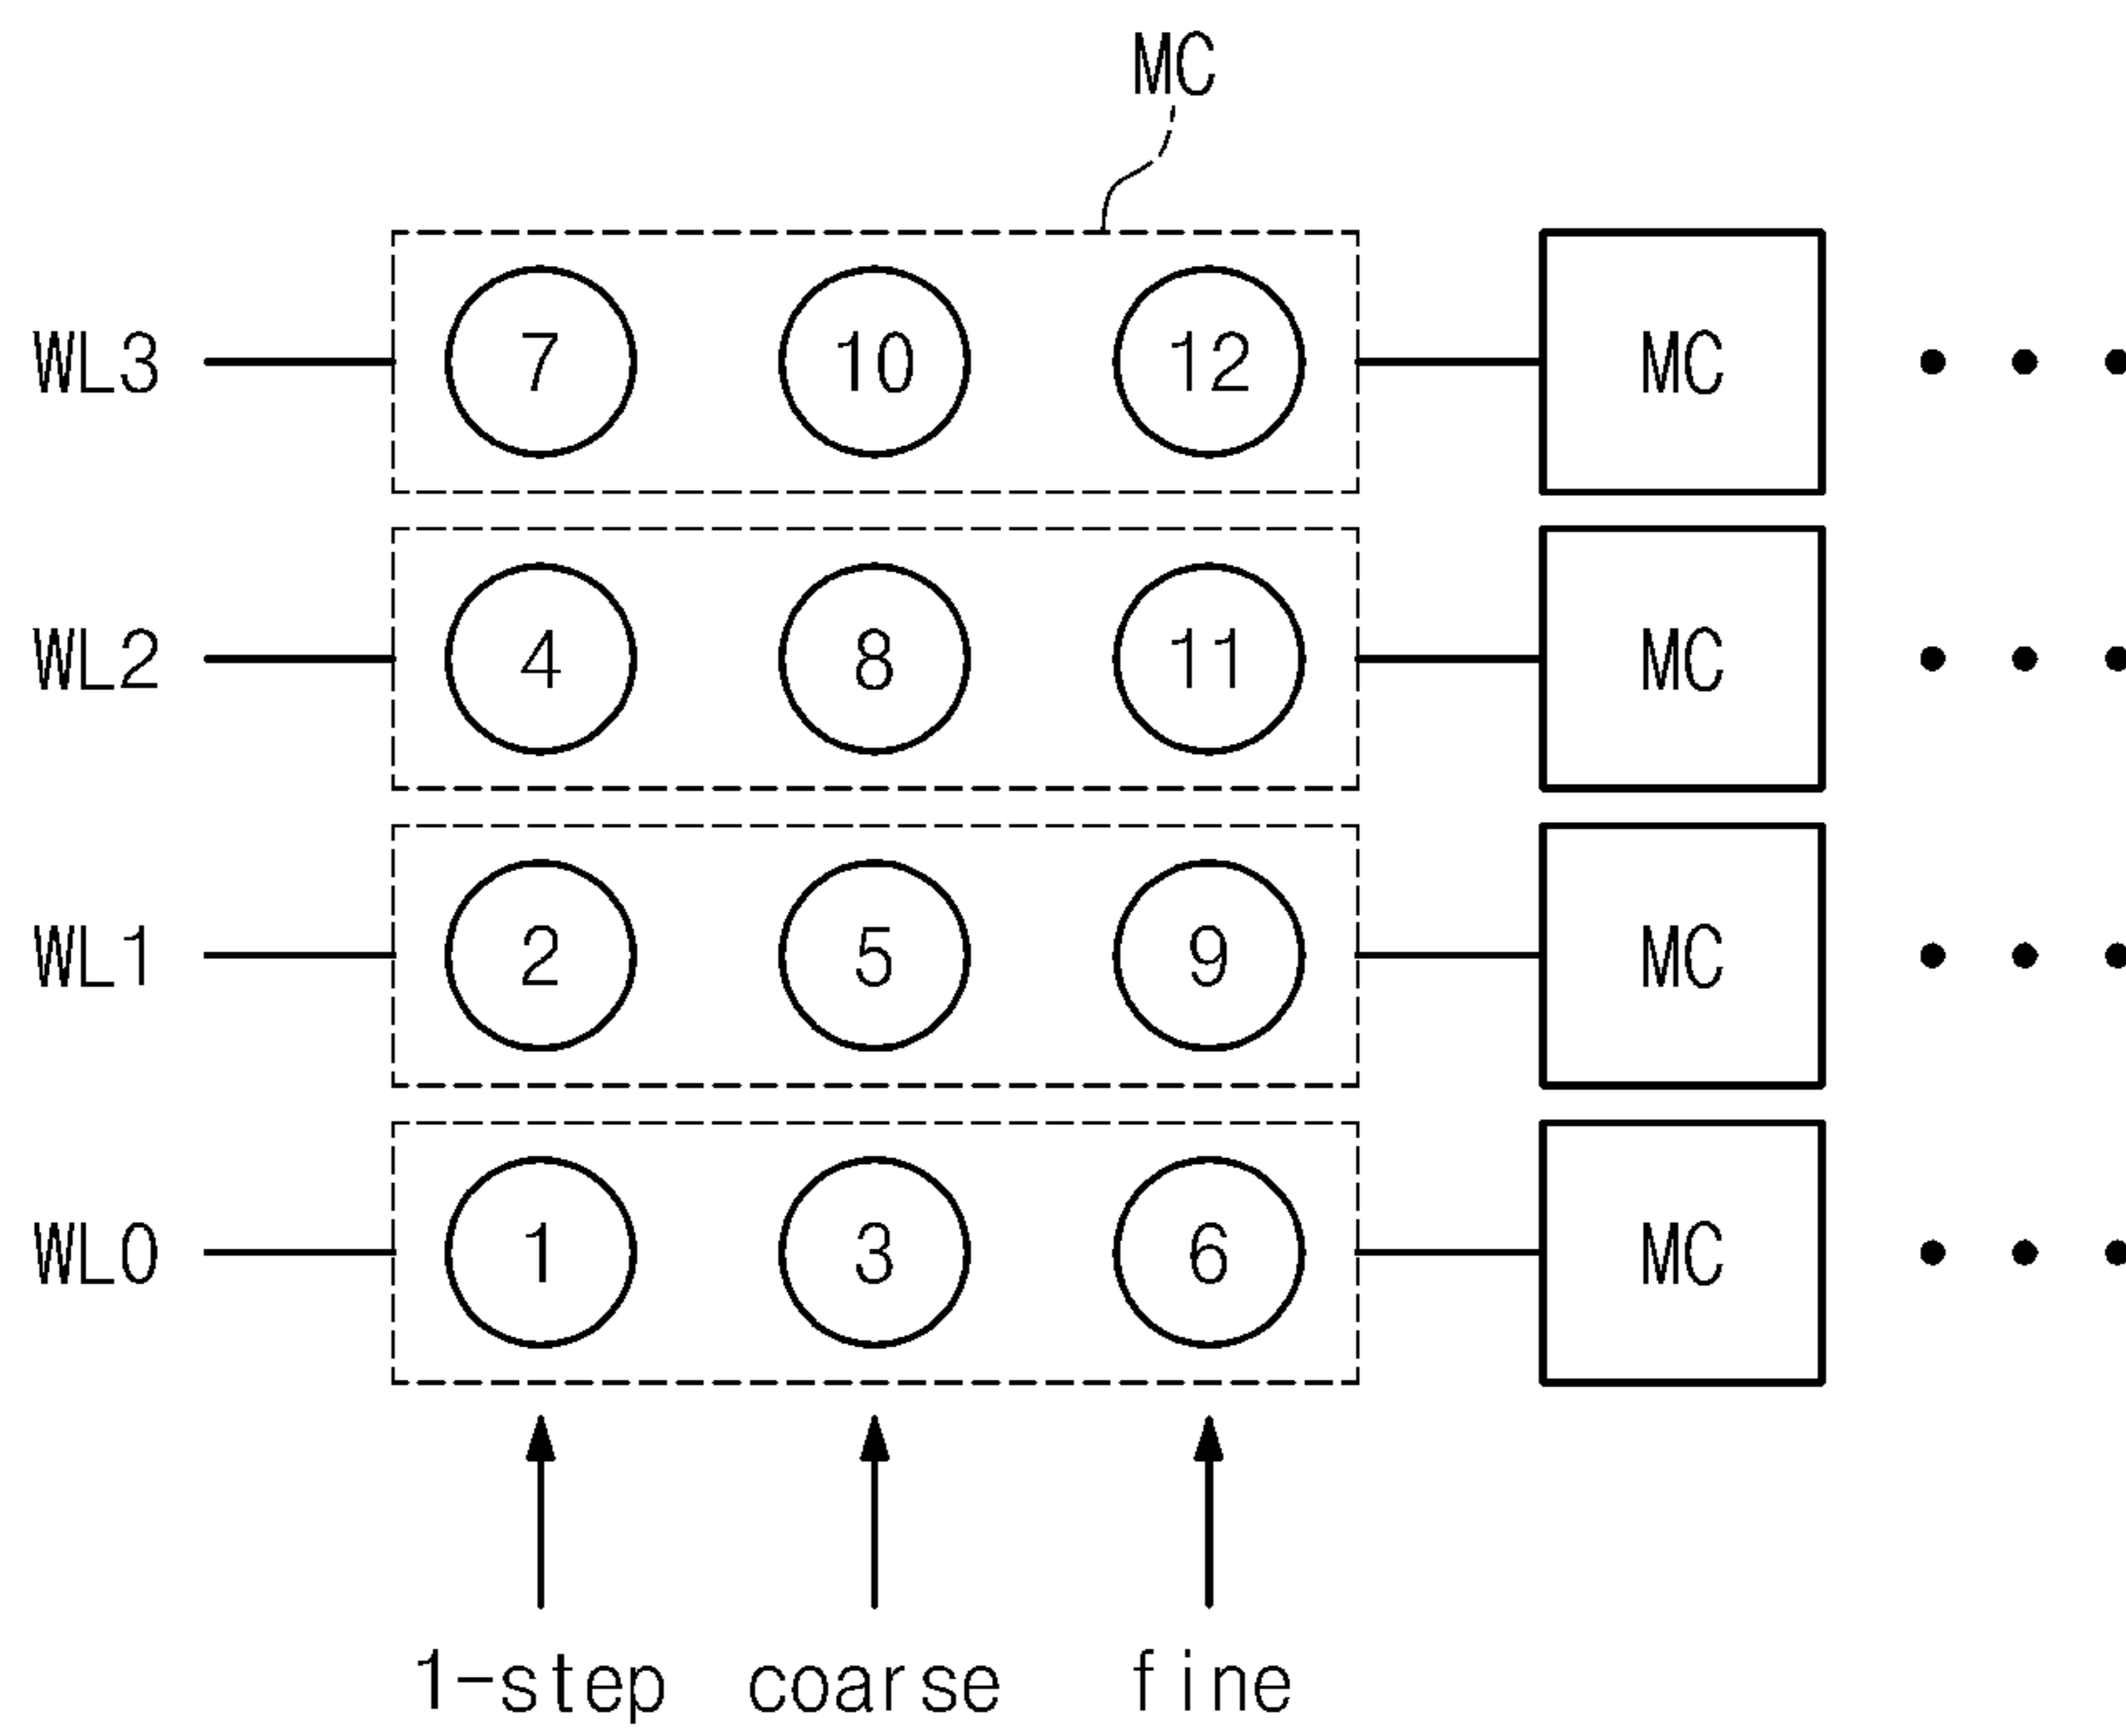 MC
WL3 7 10 12 MC
WL2 4 8 11 MC
WL1 2 5 9 MC
WL0 1 3 6 MC
1-step coarse fine